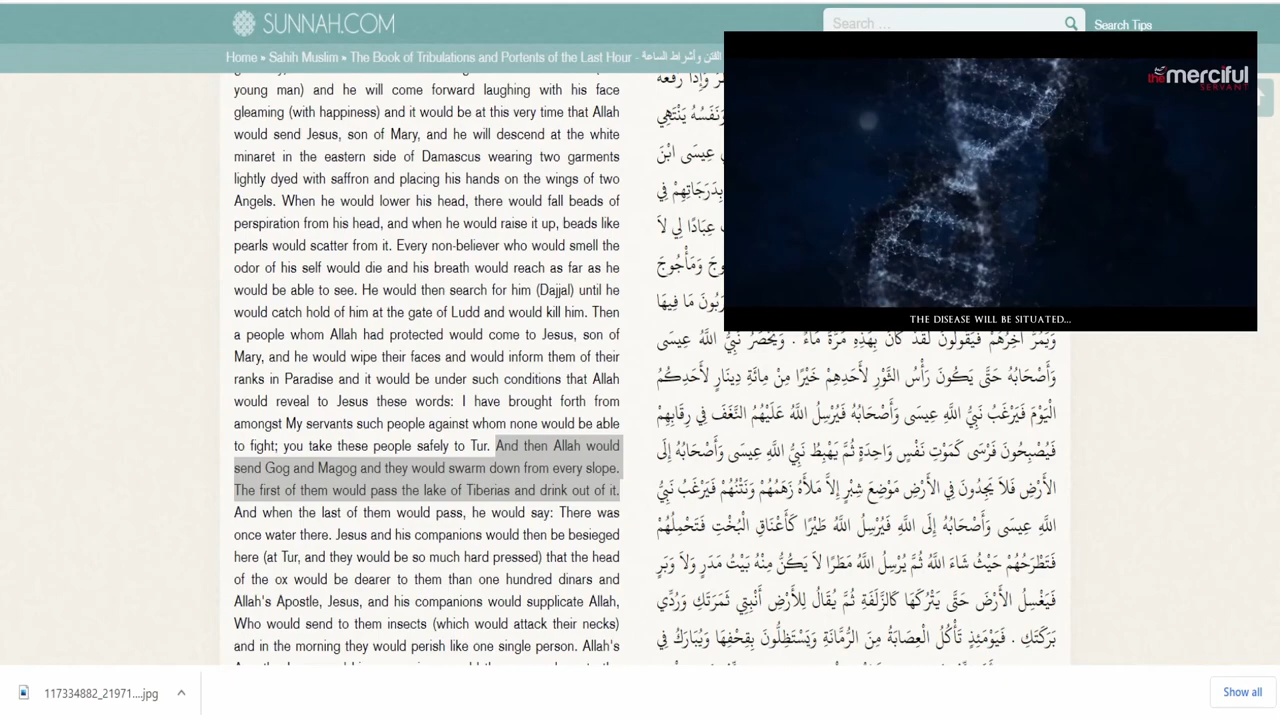 SUNNAH.COM
Search ...
Search Tips
Home » Sahih Muslim » The Book of Tribulations and Portents of the Last Hour - الفتن وأشراط الساعة
young man) and he will come forward laughing with his face
gleaming (with happiness) and it would be at this very time that Allah
would send Jesus, son of Mary, and he will descend at the white
minaret in the eastern side of Damascus wearing two garments
lightly dyed with saffron and placing his hands on the wings of two
Angels. When he would lower his head, there would fall beads of
perspiration from his head, and when he would raise it up, beads like
pearls would scatter from it. Every non-believer who would smell the
odor of his self would die and his breath would reach as far as he
would be able to see. He would then search for him (Dajjal) until he
would catch hold of him at the gate of Ludd and would kill him. Then
a people whom Allah had protected would come to Jesus, son of
Mary, and he would wipe their faces and would inform them of their
ranks in Paradise and it would be under such conditions that Allah
would reveal to Jesus these words: I have brought forth from
amongst My servants such people against whom none would be able
to fight; you take these people safely to Tur. And then Allah would
send Gog and Magog and they would swarm down from every slope.
The first of them would pass the lake of Tiberias and drink out of it.
And when the last of them would pass, he would say: There was
once water there. Jesus and his companions would then be besieged
here (at Tur, and they would be so much hard pressed) that the head
of the ox would be dearer to them than one hundred dinars and
Allah's Apostle, Jesus, and his companions would supplicate Allah,
Who would send to them insects (which would attack their necks)
and in the morning they would perish like one single person. Allah's
وَإِذَا رَفَعَهُ
وَنَفَسُهُ يَنْتَهِي
عِيسَى ابْنَ
بِدَرَجَاتِهِمْ فِي
عِبَادًا لِي لاَ
وَمَأْجُوجَ
مَا فِيهَا
وَيَمُرُّ آخِرُهُمْ فَيَقُولُونَ لَقَدْ كَانَ بِهَذِهِ مَرَّةً مَاءٌ . وَيُحْصَرُ نَبِيُّ اللَّهِ عِيسَى
وَأَصْحَابُهُ حَتَّى يَكُونَ رَأْسُ الثَّوْرِ لأَحَدِهِمْ خَيْرًا مِنْ مِائَةِ دِينَارٍ لأَحَدِكُمُ
الْيَوْمَ فَيَرْغَبُ نَبِيُّ اللَّهِ عِيسَى وَأَصْحَابُهُ فَيُرْسِلُ اللَّهُ عَلَيْهِمُ النَّغَفَ فِي رِقَابِهِمْ
فَيُصْبِحُونَ فَرْسَى كَمَوْتِ نَفْسٍ وَاحِدَةٍ ثُمَّ يَهْبِطُ نَبِيُّ اللَّهِ عِيسَى وَأَصْحَابُهُ إِلَى
الأَرْضِ فَلاَ يَجِدُونَ فِي الأَرْضِ مَوْضِعَ شِبْرٍ إِلاَّ مَلأَهُ زَهَمُهُمْ وَنَتْنُهُمْ فَيَرْغَبُ نَبِيُّ
اللَّهِ عِيسَى وَأَصْحَابُهُ إِلَى اللَّهِ فَيُرْسِلُ اللَّهُ طَيْرًا كَأَعْنَاقِ الْبُخْتِ فَتَحْمِلُهُمْ
فَتَطْرَحُهُمْ حَيْثُ شَاءَ اللَّهُ ثُمَّ يُرْسِلُ اللَّهُ مَطَرًا لاَ يَكُنُّ مِنْهُ بَيْتُ مَدَرٍ وَلاَ وَبَرٍ
فَيَغْسِلُ الأَرْضَ حَتَّى يَتْرُكَهَا كَالزَّلَفَةِ ثُمَّ يُقَالُ لِلأَرْضِ أَنْبِتِي ثَمَرَتَكِ وَرُدِّي
بَرَكَتَكِ . فَيَوْمَئِذٍ تَأْكُلُ الْعِصَابَةُ مِنَ الرُّمَّانَةِ وَيَسْتَظِلُّونَ بِقِحْفِهَا وَيُبَارَكُ فِي
the merciful
SERVANT
THE DISEASE WILL BE SITUATED...
117334882_21971....jpg
Show all